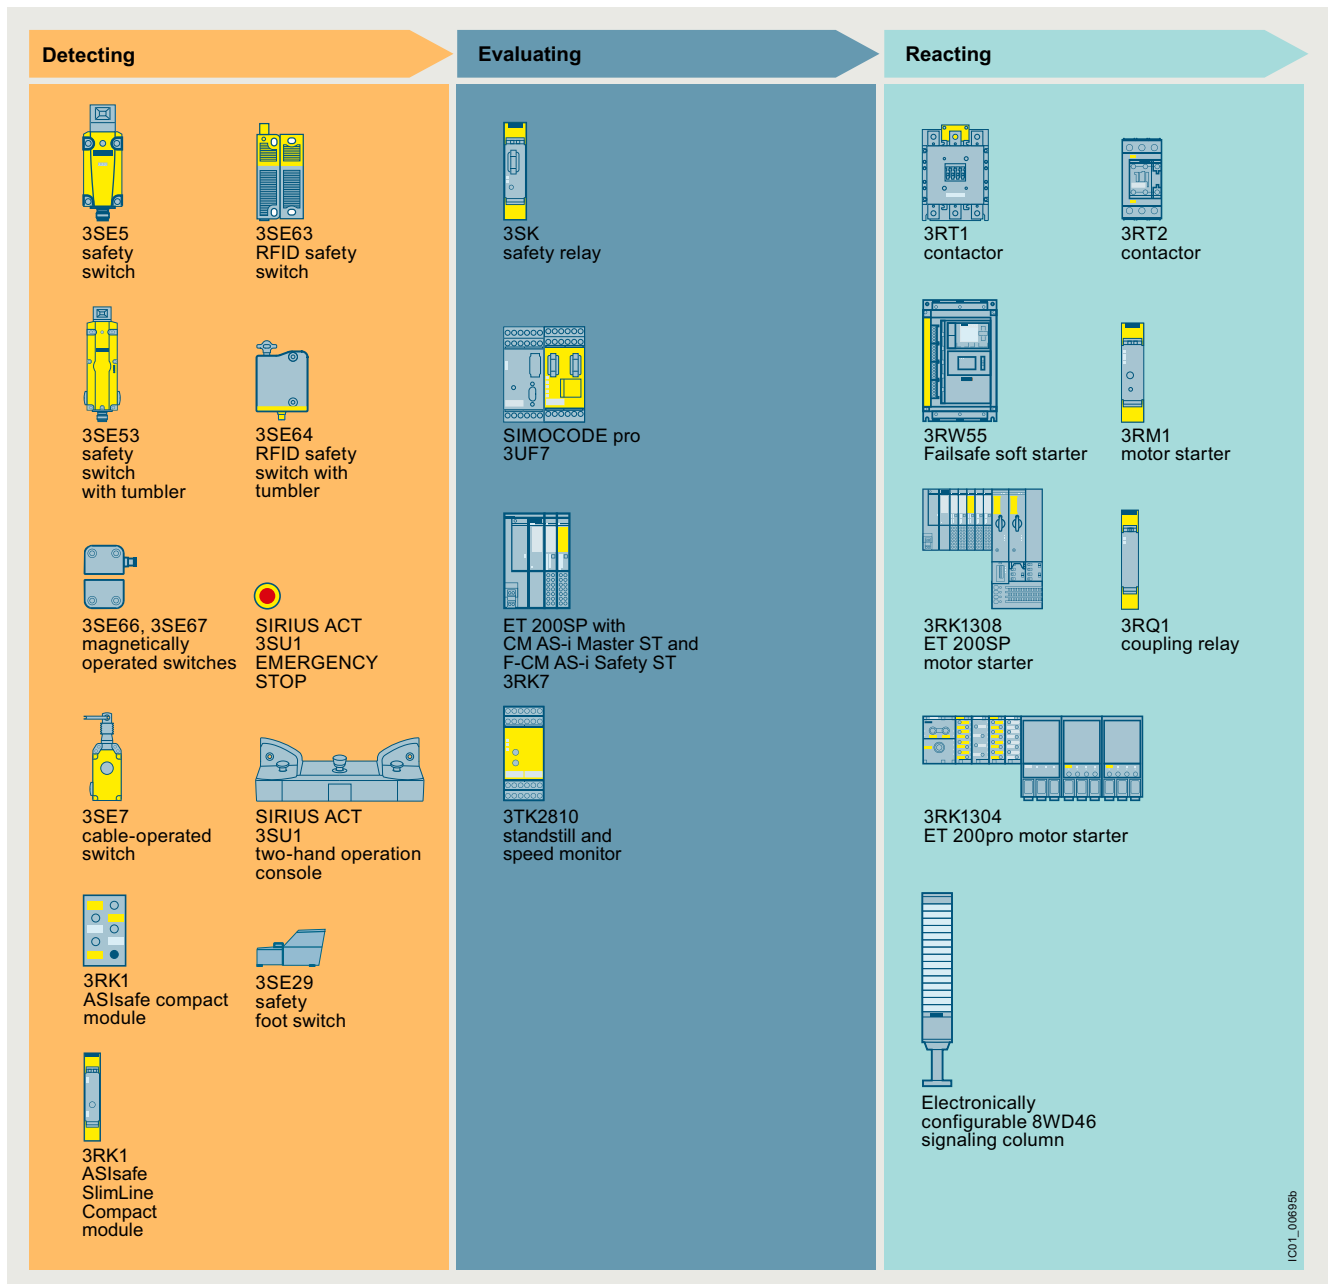 Detecting
Evaluating
Reacting
3SE5
safety
switch
3SE63
RFID safety
switch
3SE53
safety
switch
with tumbler
3SE64
RFID safety
switch with
tumbler
3SE66, 3SE67
magnetically
operated switches
SIRIUS ACT
3SU1
EMERGENCY
STOP
3SE7
cable-operated
switch
SIRIUS ACT
3SU1
two-hand operation
console
3RK1
ASIsafe compact
module
3SE29
safety
foot switch
3RK1
ASIsafe
SlimLine
Compact
module
3SK
safety relay
SIMOCODE pro
3UF7
ET 200SP with
CM AS-i Master ST and
F-CM AS-i Safety ST
3RK7
3TK2810
standstill and
speed monitor
3RT1
contactor
3RT2
contactor
3RW55
Failsafe soft starter
3RM1
motor starter
3RK1308
ET 200SP
motor starter
3RQ1
coupling relay
3RK1304
ET 200pro motor starter
Electronically
configurable 8WD46
signaling column
IC01_00695b